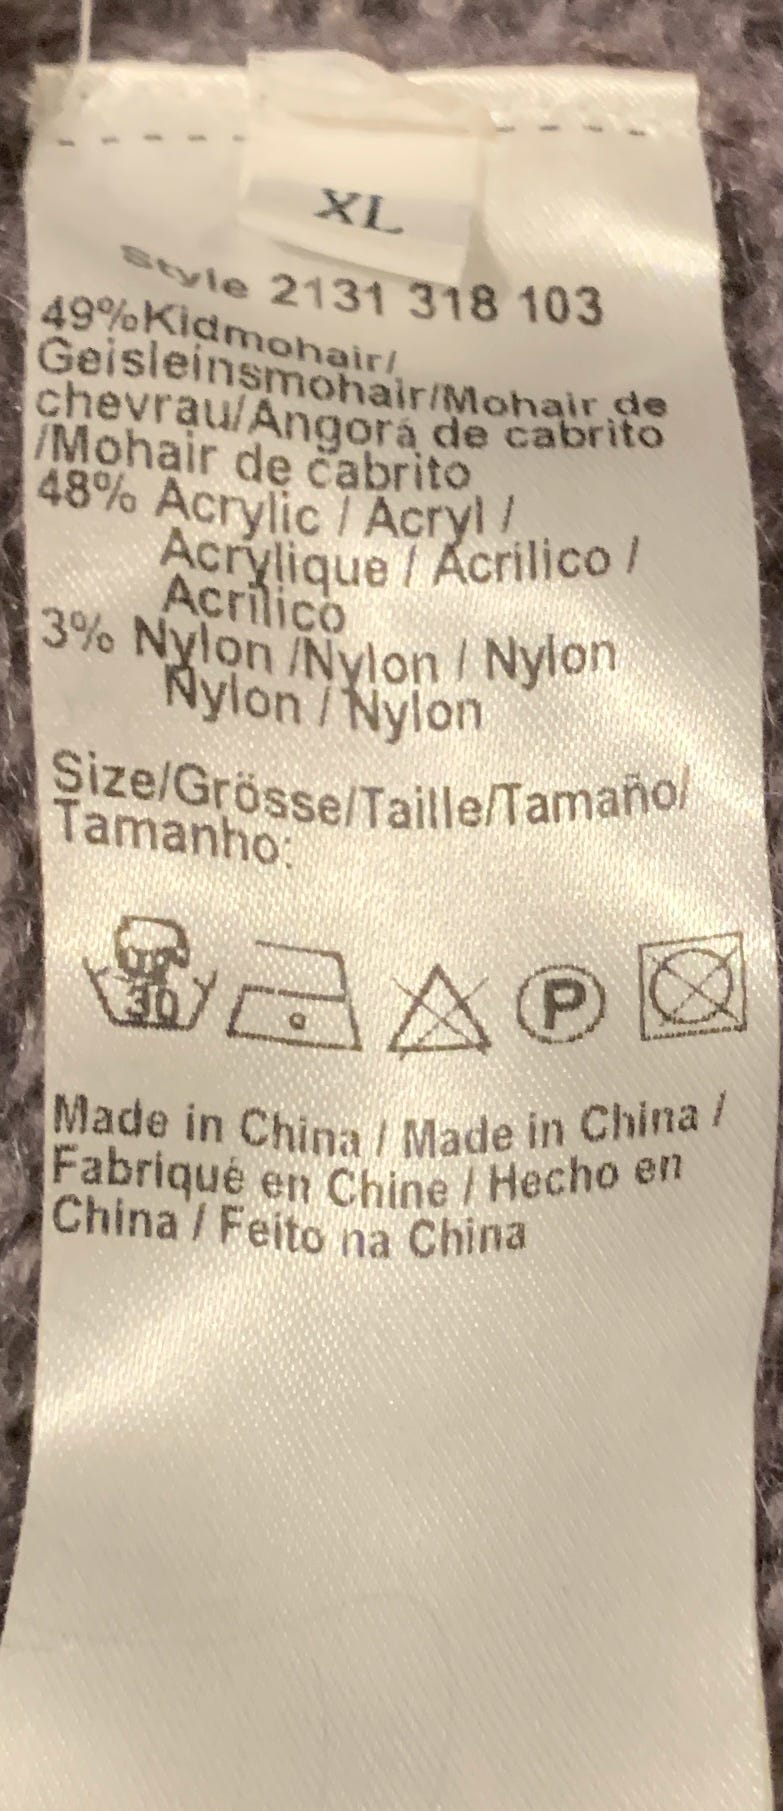 XL
Style 2131 318 103
49%Kidmohair/
Geisleinsmohair/Mohair de
chevrau/Angorá de cabrito
/Mohair de cabrito
48% Acrylic / Acryl /
Acrylique / Acrilico /
Acrilico
3% Nylon /Nylon / Nylon
Nylon / Nylon
Size/Grösse/Taille/Tamaño/
Tamanho:
30
P
Made in China / Made in China /
Fabriqué en Chine / Hecho en
China / Feito na China